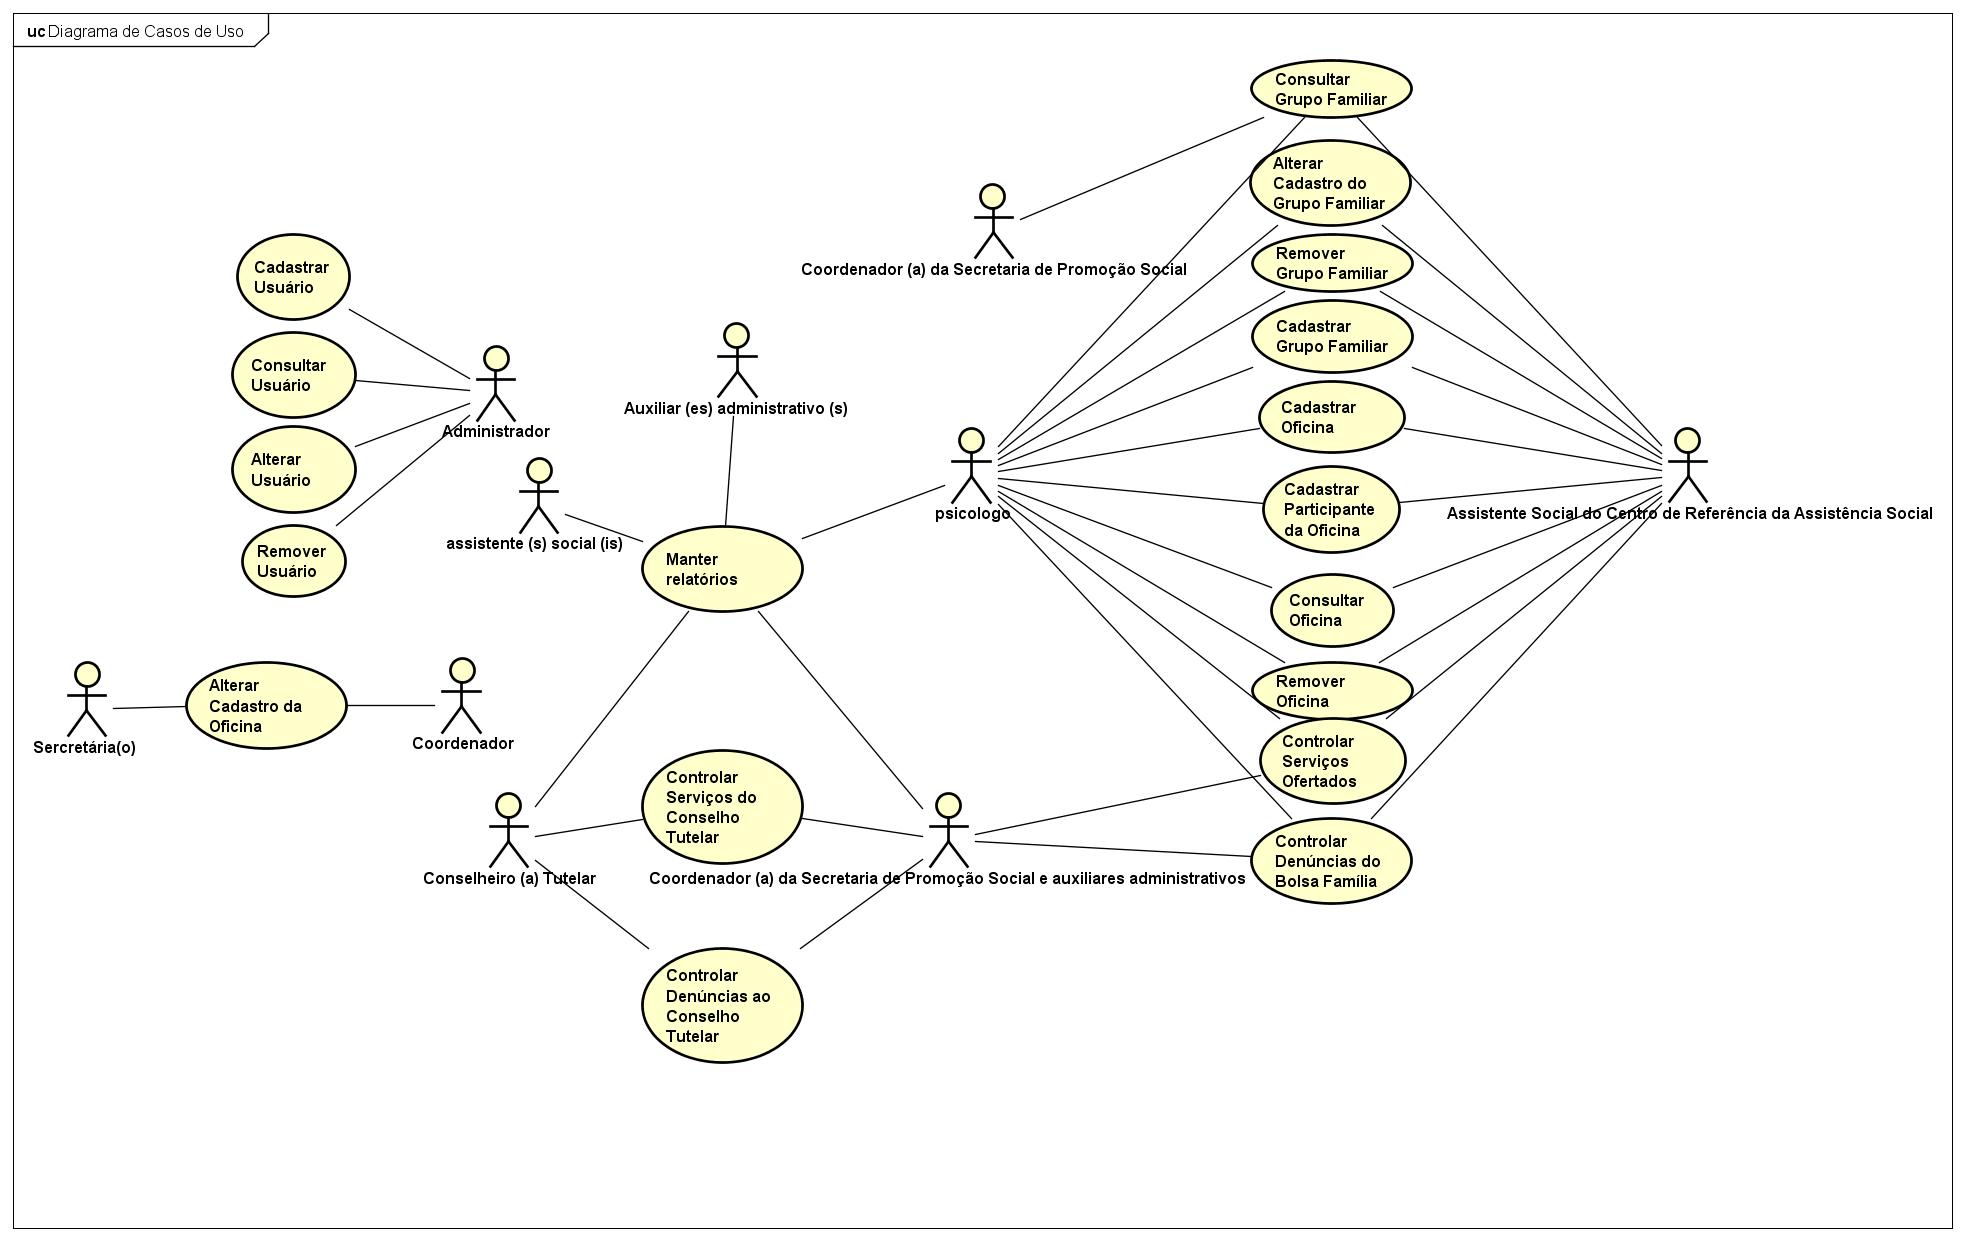 uc Diagrama de Casos de Uso
Consultar
Grupo Familiar
Alterar
Cadastro do
Grupo Familiar
Coordenador (a) da Secretaria de Promoção Social
Remover
Grupo Familiar
Cadastrar
Usuário
Cadastrar
Grupo Familiar
Consultar
Usuário
Auxiliar (es) administrativo (s)
Cadastrar
Oficina
Administrador
Alterar
Usuário
Cadastrar
Participante
da Oficina
psicologo
Assistente Social do Centro de Referência da Assistência Social
assistente (s) social (is)
Remover
Usuário
Manter
relatórios
Consultar
Oficina
Remover
Oficina
Alterar
Cadastro da
Oficina
Sercretária(o)
Coordenador
Controlar
Serviços
Ofertados
Controlar
Serviços do
Conselho
Tutelar
Controlar
Denúncias do
Bolsa Família
Conselheiro (a) Tutelar
Coordenador (a) da Secretaria de Promoção Social e auxiliares administrativos
Controlar
Denúncias ao
Conselho
Tutelar